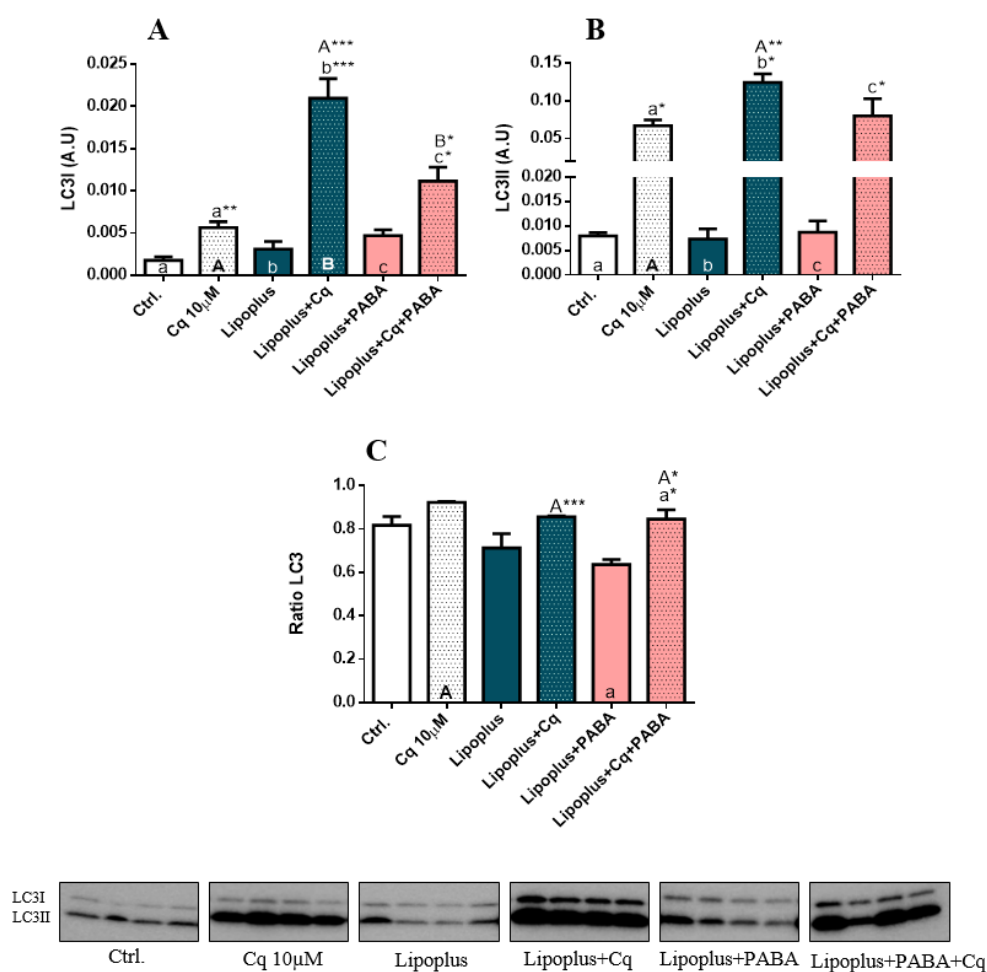 A
LC3I (A.U)
0.025
0.020
0.015
0.010
0.005
0.000
A***
b***
B*
c*
a**
a
A
b
B
c
Ctrl.
Cq 10μM
Lipoplus
Lipoplus+Cq
Lipoplus+PABA
Lipoplus+Cq+PABA
B
LC3II (A.U)
0.15
0.10
0.05
0.020
0.015
0.010
0.005
0.000
A**
b*
c*
a*
a
A
b
c
Ctrl.
Cq 10μM
Lipoplus
Lipoplus+Cq
Lipoplus+PABA
Lipoplus+Cq+PABA
C
Ratio LC3
1.0
0.8
0.6
0.4
0.2
0.0
A***
A*
a*
A
a
Ctrl.
Cq 10μM
Lipoplus
Lipoplus+Cq
Lipoplus+PABA
Lipoplus+Cq+PABA
LC3I
LC3II
Ctrl.
Cq 10μM
Lipoplus
Lipoplus+Cq
Lipoplus+PABA
Lipoplus+PABA+Cq